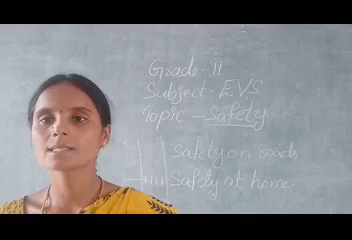 Grade-II
Subject-EVS
Topic-Safety
Safety on roads
Safety at home